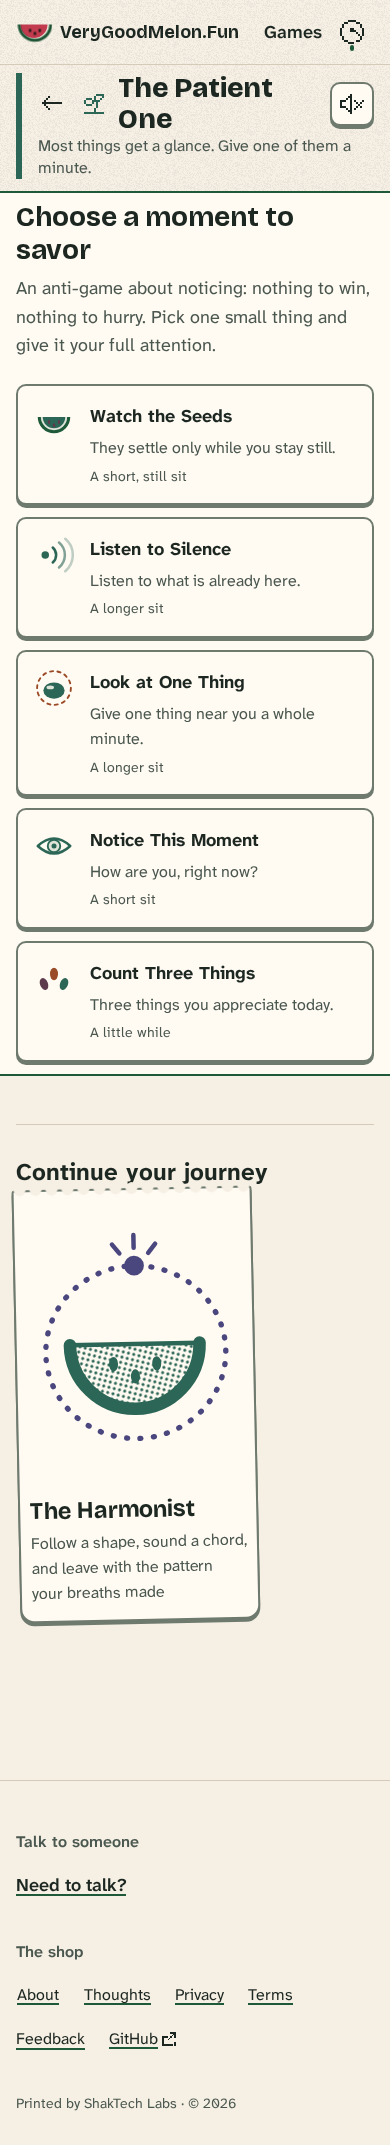 VeryGoodMelon.Fun Games
The Patient
One
Most things get a glance. Give one of them a
minute.
Choose a moment to
savor
An anti-game about noticing: nothing to win,
nothing to hurry. Pick one small thing and
give it your full attention.
Watch the Seeds
They settle only while you stay still.
A short, still sit
Listen to Silence
Listen to what is already here.
A longer sit
Look at One Thing
Give one thing near you a whole
minute.
A longer sit
Notice This Moment
How are you, right now?
A short sit
Count Three Things
Three things you appreciate today.
A little while
Continue your journey
The Harmonist
Follow a shape, sound a chord,
and leave with the pattern
your breaths made
Talk to someone
Need to talk?
The shop
About Thoughts Privacy Terms
Feedback GitHub
Printed by ShakTech Labs · © 2026